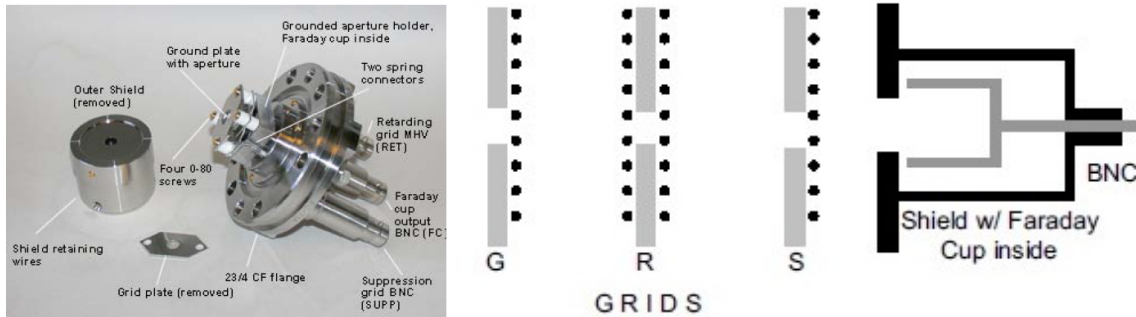 Grounded aperture holder,
Faraday cup inside
Ground plate
with aperture
Two spring
connectors
Outer Shield
(removed)
Retarding
grid MHV
(RET)
Four 0-80
screws
Faraday
cup
output
BNC (FC)
Shield retaining
wires
23/4 CF flange
Grid plate (removed)
Suppression
grid BNC
(SUPP)
G
R
S
GRIDS
BNC
Shield w/ Faraday
Cup inside